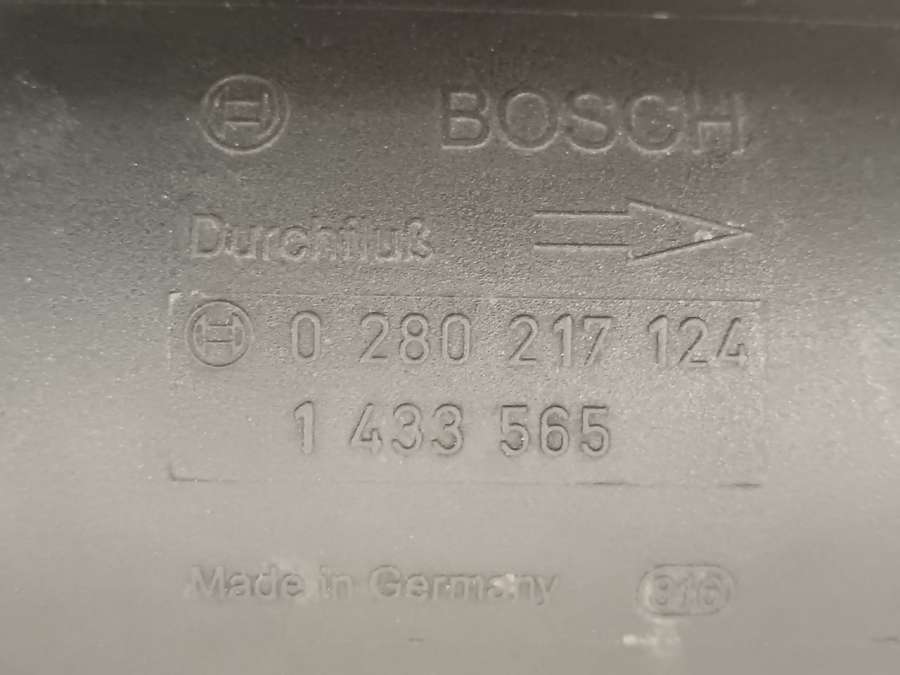 BOSCH
Durchfluß
0 280 217 124
1 433 565
Made in Germany
916